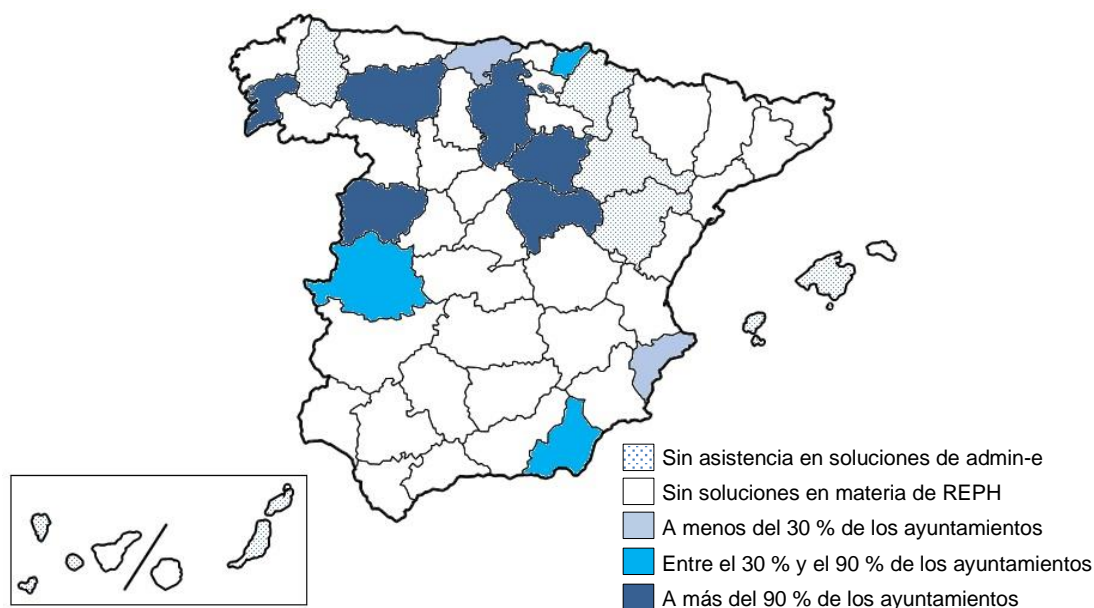 Sin asistencia en soluciones de admin-e
Sin soluciones en materia de REPH
A menos del 30 % de los ayuntamientos
Entre el 30 % y el 90 % de los ayuntamientos
A más del 90 % de los ayuntamientos